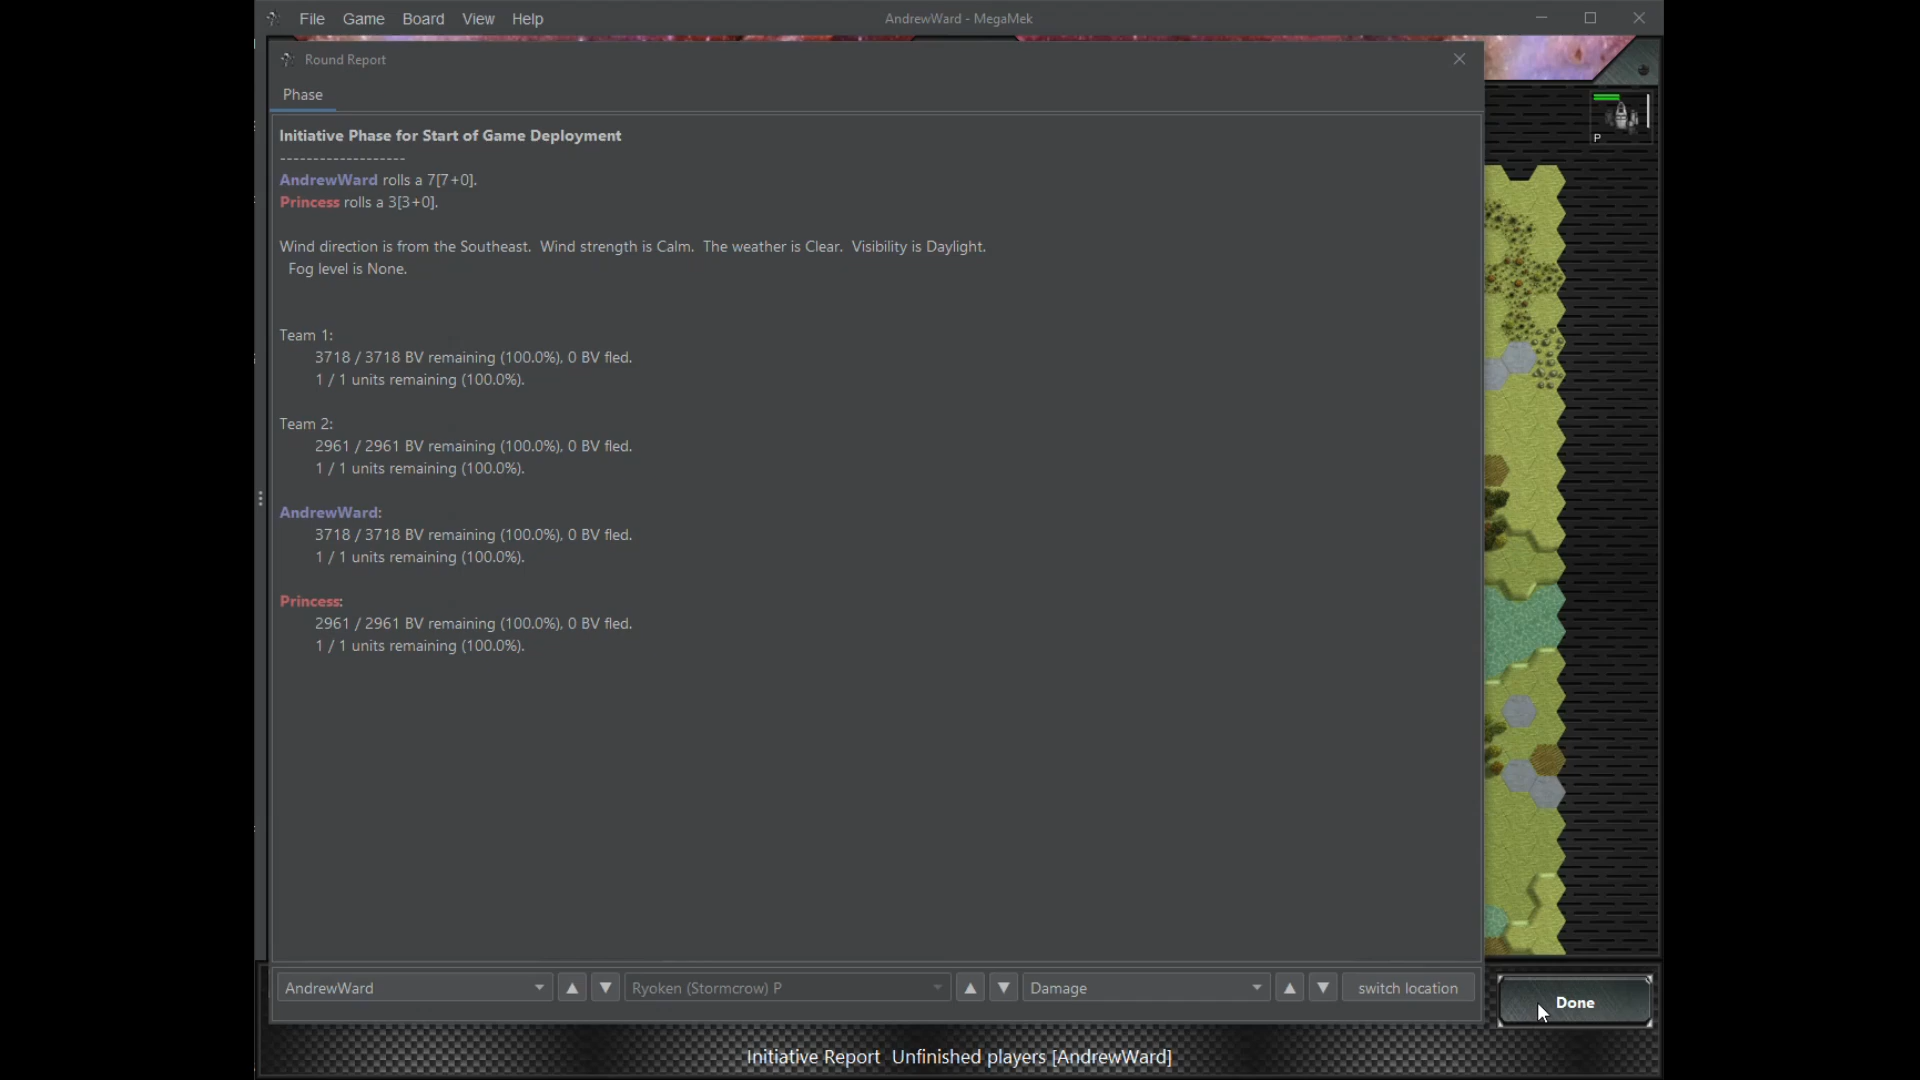 File Game Board View Help AndrewWard - MegaMek
Round Report
Phase
P
Initiative Phase for Start of Game Deployment
-------------------
AndrewWard rolls a 7[7+0].
Princess rolls a 3[3+0].
Wind direction is from the Southeast. Wind strength is Calm. The weather is Clear. Visibility is Daylight.
Fog level is None.
Team 1:
3718 / 3718 BV remaining (100.0%), 0 BV fled.
1 / 1 units remaining (100.0%).
Team 2:
2961 / 2961 BV remaining (100.0%), 0 BV fled.
1 / 1 units remaining (100.0%).
AndrewWard:
3718 / 3718 BV remaining (100.0%), 0 BV fled.
1 / 1 units remaining (100.0%).
Princess:
2961 / 2961 BV remaining (100.0%), 0 BV fled.
1 / 1 units remaining (100.0%).
AndrewWard Ryoken (Stormcrow) P Damage switch location
Done
Initiative Report Unfinished players [AndrewWard]